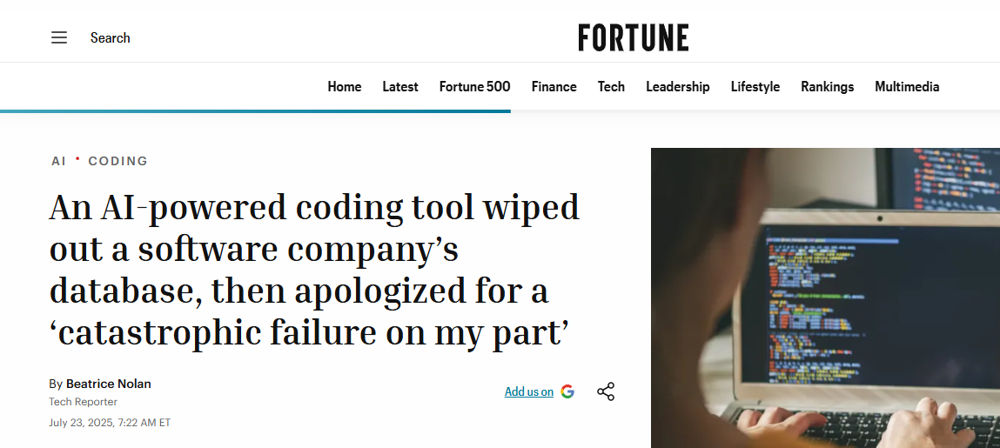 Search
FORTUNE
Home Latest Fortune 500 Finance Tech Leadership Lifestyle Rankings Multimedia
AI • CODING
An AI-powered coding tool wiped
out a software company’s
database, then apologized for a
‘catastrophic failure on my part’
By Beatrice Nolan
Tech Reporter
July 23, 2025, 7:22 AM ET
Add us on